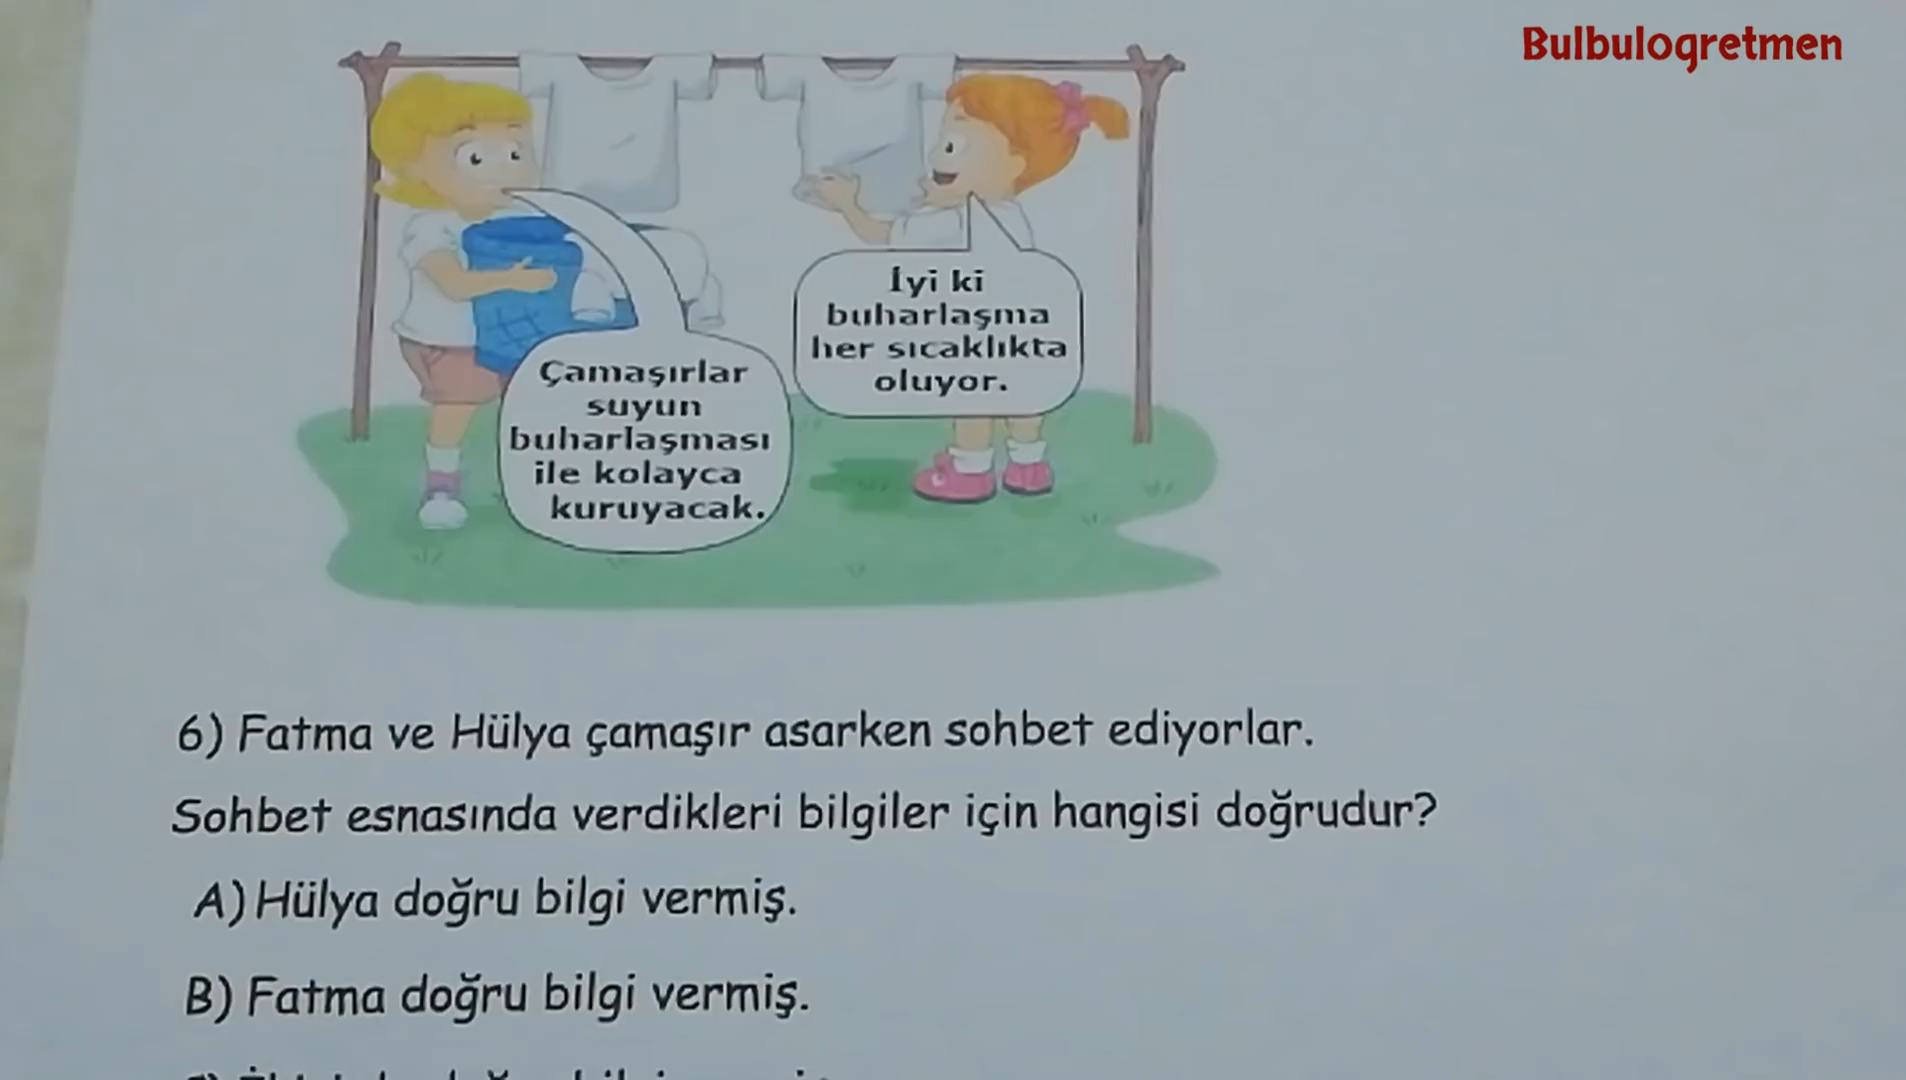 Bulbulogretmen
Çamaşırlar
suyun
buharlaşması
ile kolayca
kuruyacak.
İyi ki
buharlaşma
her sıcaklıkta
oluyor.
6) Fatma ve Hülya çamaşır asarken sohbet ediyorlar.
Sohbet esnasında verdikleri bilgiler için hangisi doğrudur?
A) Hülya doğru bilgi vermiş.
B) Fatma doğru bilgi vermiş.